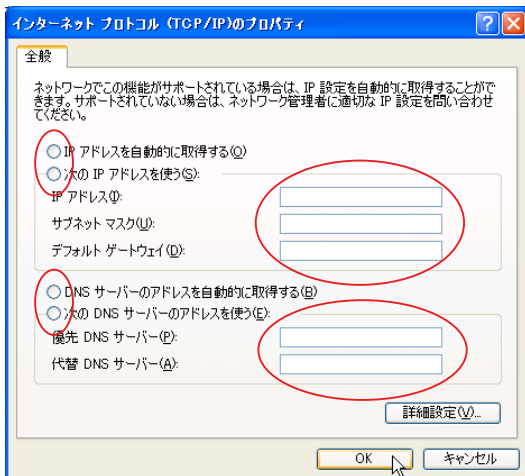 インターネット プロトコル (TCP/IP)のプロパティ
全般
ネットワークでこの機能がサポートされている場合は、IP 設定を自動的に取得することがで
きます。サポートされていない場合は、ネットワーク管理者に適切な IP 設定を問い合わせ
てください。
IP アドレスを自動的に取得する(O)
次の IP アドレスを使う(S):
IP アドレス(I):
サブネット マスク(U):
デフォルト ゲートウェイ(D):
DNS サーバーのアドレスを自動的に取得する(B)
次の DNS サーバーのアドレスを使う(E):
優先 DNS サーバー(P):
代替 DNS サーバー(A):
詳細設定(V)...
OK
キャンセル